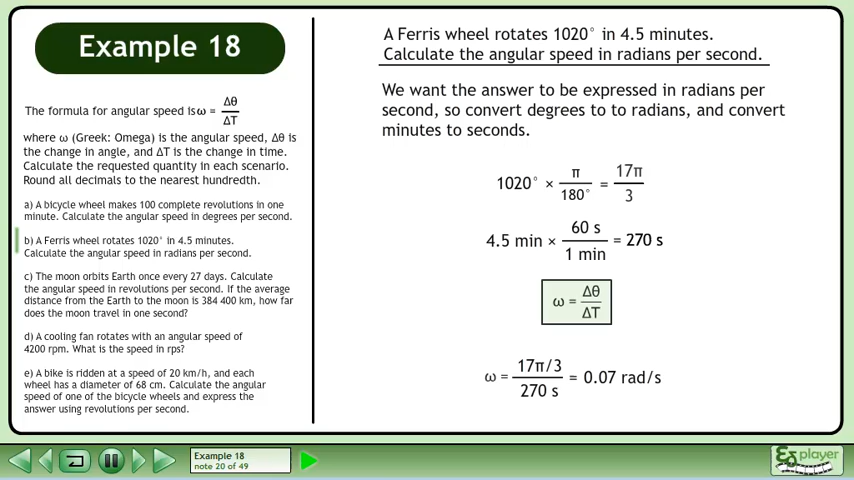 Example 18
The formula for angular speed is ω = Δθ/ΔT
where ω (Greek: Omega) is the angular speed, Δθ is
the change in angle, and ΔT is the change in time.
Calculate the requested quantity in each scenario.
Round all decimals to the nearest hundredth.
a) A bicycle wheel makes 100 complete revolutions in one
minute. Calculate the angular speed in degrees per second.
b) A Ferris wheel rotates 1020° in 4.5 minutes.
Calculate the angular speed in radians per second.
c) The moon orbits Earth once every 27 days. Calculate
the angular speed in revolutions per second. If the average
distance from the Earth to the moon is 384 400 km, how far
does the moon travel in one second?
d) A cooling fan rotates with an angular speed of
4200 rpm. What is the speed in rps?
e) A bike is ridden at a speed of 20 km/h, and each
wheel has a diameter of 68 cm. Calculate the angular
speed of one of the bicycle wheels and express the
answer using revolutions per second.
A Ferris wheel rotates 1020° in 4.5 minutes.
Calculate the angular speed in radians per second.
We want the answer to be expressed in radians per
second, so convert degrees to to radians, and convert
minutes to seconds.
1020° × π/180° = 17π/3
4.5 min × 60 s/1 min = 270 s
ω = Δθ/ΔT
ω = 17π/3/270 s = 0.07 rad/s
Example 18
note 20 of 49
player